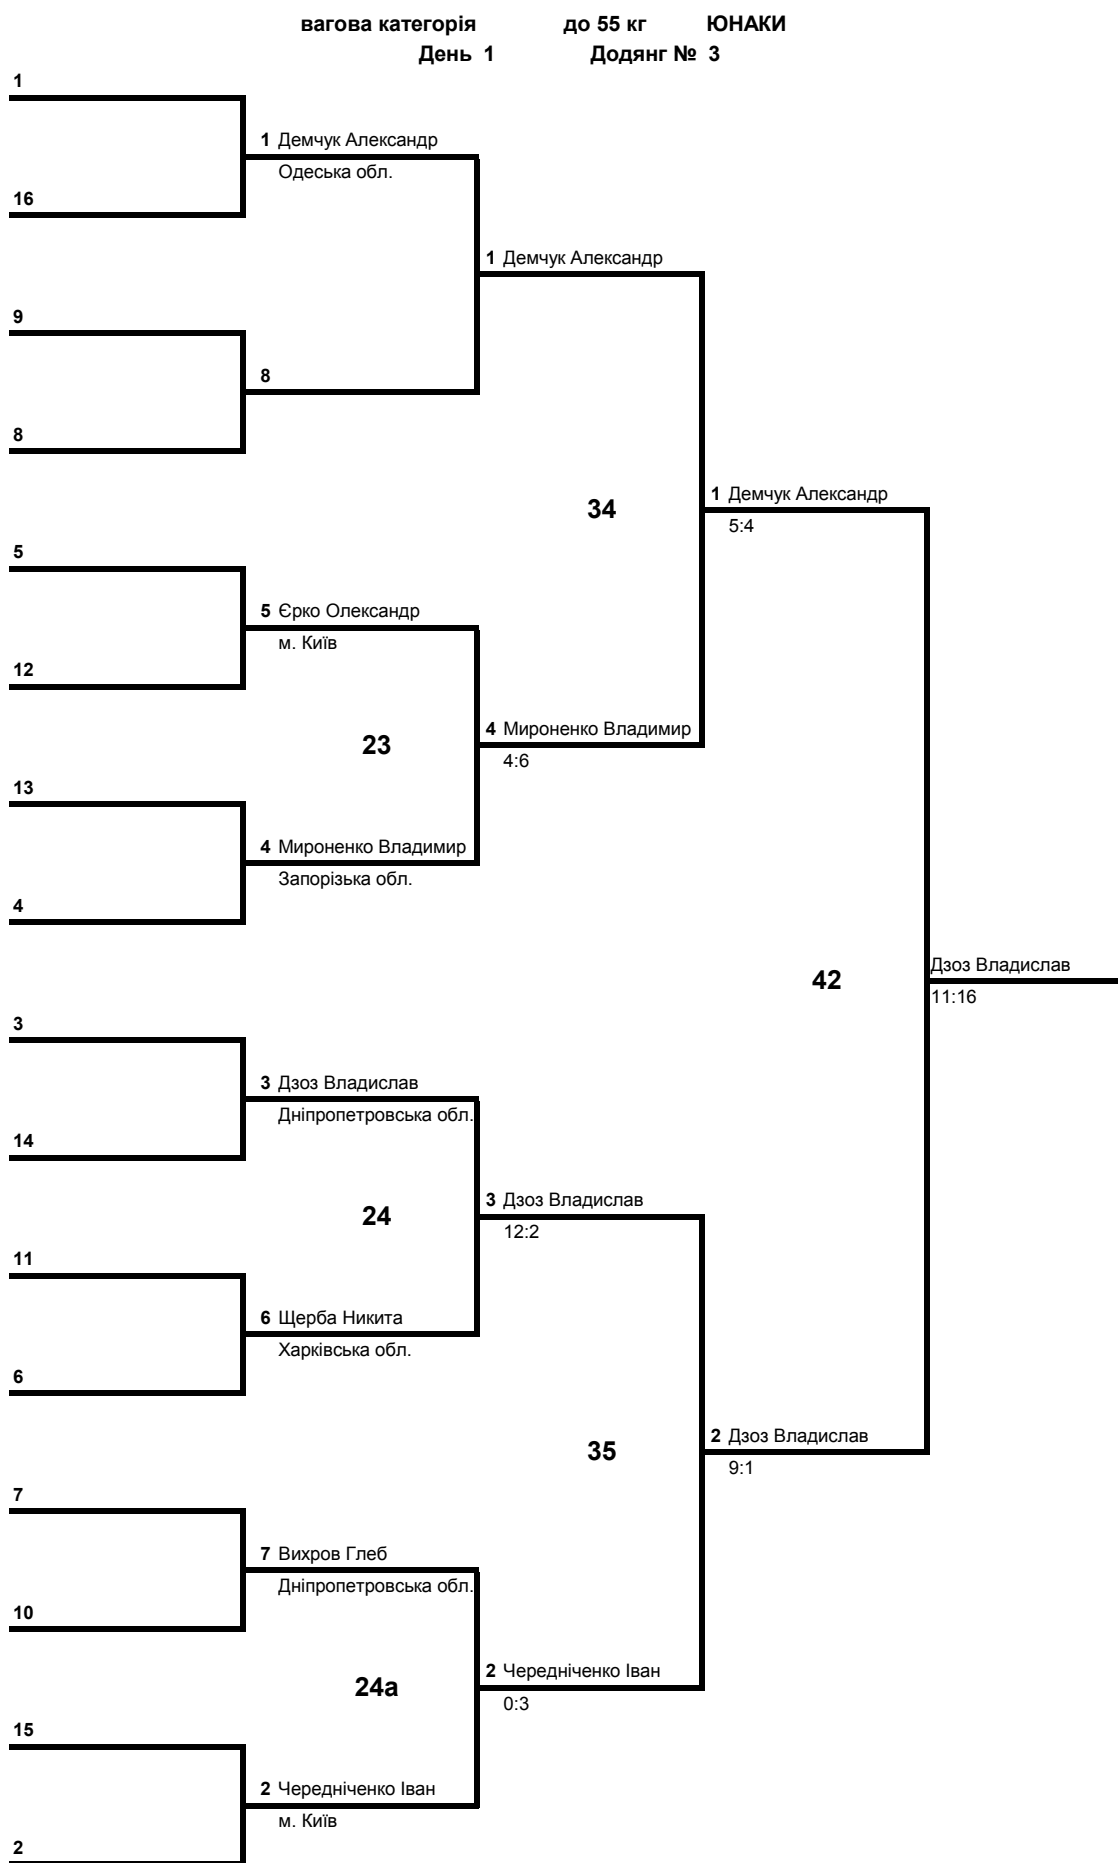 вагова категорія до 55 кг ЮНАКИ
День 1 Додянг № 3
1
1 Демчук Александр
Одеська обл.
16
1 Демчук Александр
9
8
8
34
1 Демчук Александр
5:4
5
5 Єрко Олександр
м. Київ
12
23
4 Мироненко Владимир
4:6
13
4 Мироненко Владимир
Запорізька обл.
4
42
Дзоз Владислав
11:16
3
3 Дзоз Владислав
Дніпропетровська обл.
14
24
3 Дзоз Владислав
12:2
11
6 Щерба Никита
Харківська обл.
6
35
2 Дзоз Владислав
9:1
7
7 Вихров Глеб
Дніпропетровська обл.
10
24а
2 Чередніченко Іван
0:3
15
2 Чередніченко Іван
м. Київ
2